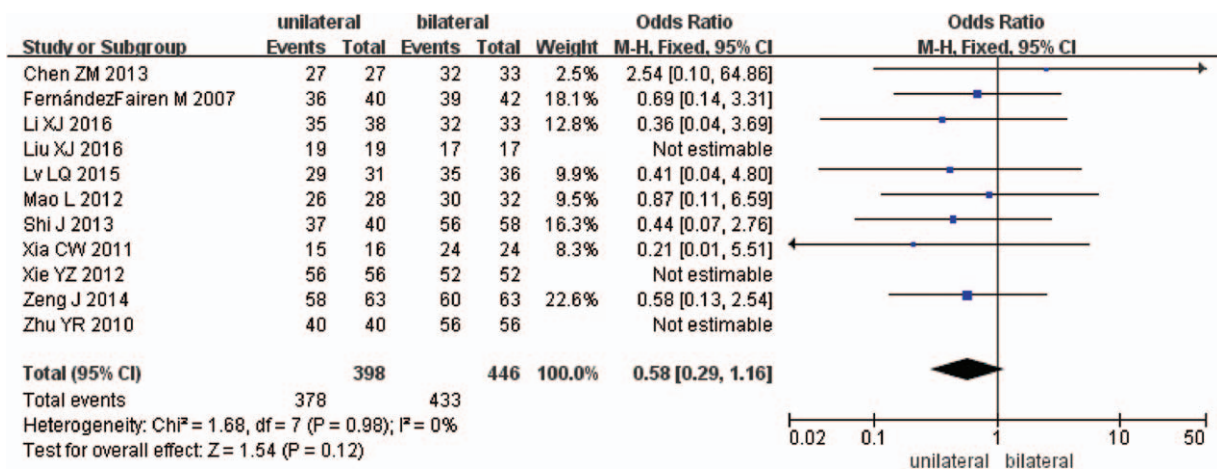 unilateral bilateral Odds Ratio Odds Ratio
Study or Subgroup Events Total Events Total Weight M-H, Fixed, 95% CI M-H, Fixed, 95% CI
Chen ZM 2013 27 27 32 33 2.5% 2.54 [0.10, 64.86]
FernándezFairen M 2007 36 40 39 42 18.1% 0.69 [0.14, 3.31]
Li XJ 2016 35 38 32 33 12.8% 0.36 [0.04, 3.69]
Liu XJ 2016 19 19 17 17 Not estimable
Lv LQ 2015 29 31 35 36 9.9% 0.41 [0.04, 4.80]
Mao L 2012 26 28 30 32 9.5% 0.87 [0.11, 6.59]
Shi J 2013 37 40 56 58 16.3% 0.44 [0.07, 2.76]
Xia CW 2011 15 16 24 24 8.3% 0.21 [0.01, 5.51]
Xie YZ 2012 56 56 52 52 Not estimable
Zeng J 2014 58 63 60 63 22.6% 0.58 [0.13, 2.54]
Zhu YR 2010 40 40 56 56 Not estimable
Total (95% CI) 398 446 100.0% 0.58 [0.29, 1.16]
Total events 378 433
Heterogeneity: Chi² = 1.68, df = 7 (P = 0.98); I² = 0%
Test for overall effect: Z = 1.54 (P = 0.12)
0.02 0.1 1 10 50
unilateral bilateral